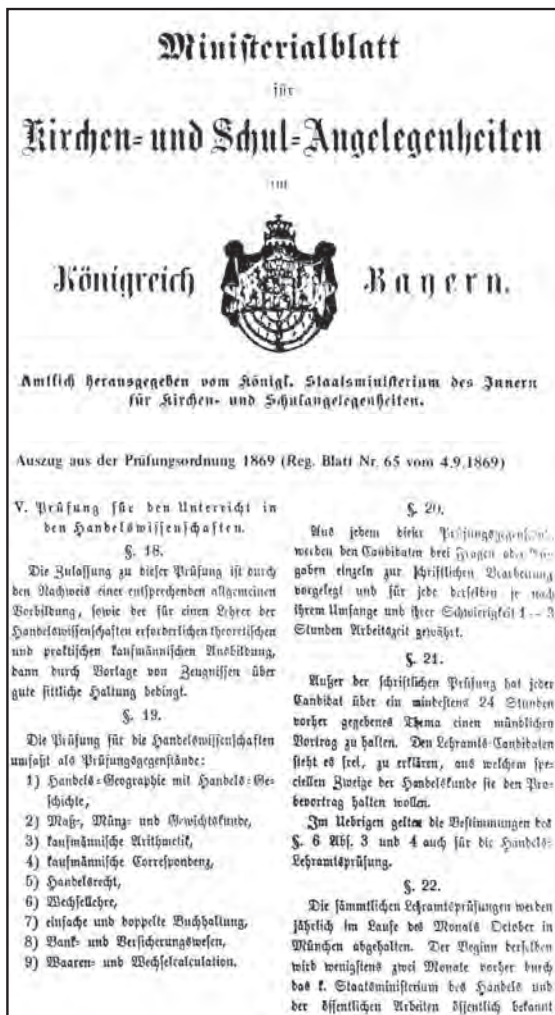 Ministerialblatt
für
Kirchen- und Schul-Angelegenheiten
im
Königreich Bayern.
Amtlich herausgegeben vom Königl. Staatsministerium des Innern
für Kirchen- und Schulangelegenheiten.
Auszug aus der Prüfungsordnung 1869 (Reg. Blatt Nr. 65 vom 4.9.1869)
V. Prüfung für den Unterricht in
den Handelswissenschaften.
§. 18.
Die Zulassung zu dieser Prüfung ist durch
den Nachweis einer entsprechenden allgemeinen
Vorbildung, sowie der für einen Lehrer der
Handelswissenschaften erforderlichen theoretischen
und praktischen kaufmännischen Ausbildung,
dann durch Vorlage von Zeugnissen über
gute sittliche Haltung bedingt.
§. 19.
Die Prüfung für die Handelswissenschaften
umfaßt als Prüfungsgegenstände:
1) Handels-Geographie mit Handels-Ge-
schichte,
2) Maß-, Münz- und Gewichtskunde,
3) kaufmännische Arithmetik,
4) kaufmännische Correspondenz,
5) Handelsrecht,
6) Wechsellehre,
7) einfache und doppelte Buchhaltung,
8) Bank- und Versicherungswesen,
9) Waaren- und Wechselcalculation.
§. 20.
Aus jedem dieser Prüfungsgegenstände
werden den Candidaten drei Fragen oder Auf-
gaben einzeln zur schriftlichen Bearbeitung
vorgelegt und für jede derselben je nach
ihrem Umfange und ihrer Schwierigkeit 1–3
Stunden Arbeitszeit gewährt.
§. 21.
Außer der schriftlichen Prüfung hat jeder
Candidat über ein mindestens 24 Stunden
vorher gegebenes Thema einen mündlichen
Vortrag zu halten. Den Lehramts-Candidaten
steht es frei, zu erklären, aus welchem spe-
ciellen Zweige der Handelskunde sie den Pro-
bevortrag halten wollen.
Im Uebrigen gelten die Bestimmungen des
§. 6 Abs. 3 und 4 auch für die Handels-
Lehramtsprüfung.
§. 22.
Die sämmtlichen Lehramtsprüfungen werden
jährlich im Laufe des Monats October in
München abgehalten. Der Beginn derselben
wird wenigstens zwei Monate vorher durch
das k. Staatsministerium des Handels und
der öffentlichen Arbeiten öffentlich bekannt